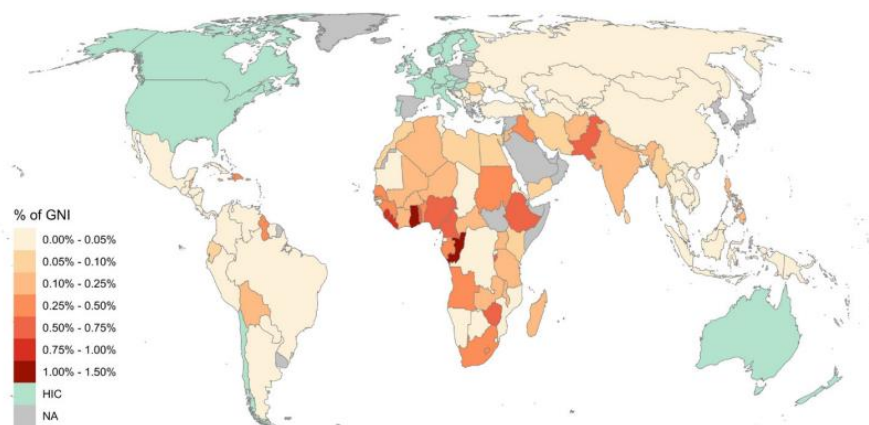 % of GNI
0.00% - 0.05%
0.05% - 0.10%
0.10% - 0.25%
0.25% - 0.50%
0.50% - 0.75%
0.75% - 1.00%
1.00% - 1.50%
HIC
NA